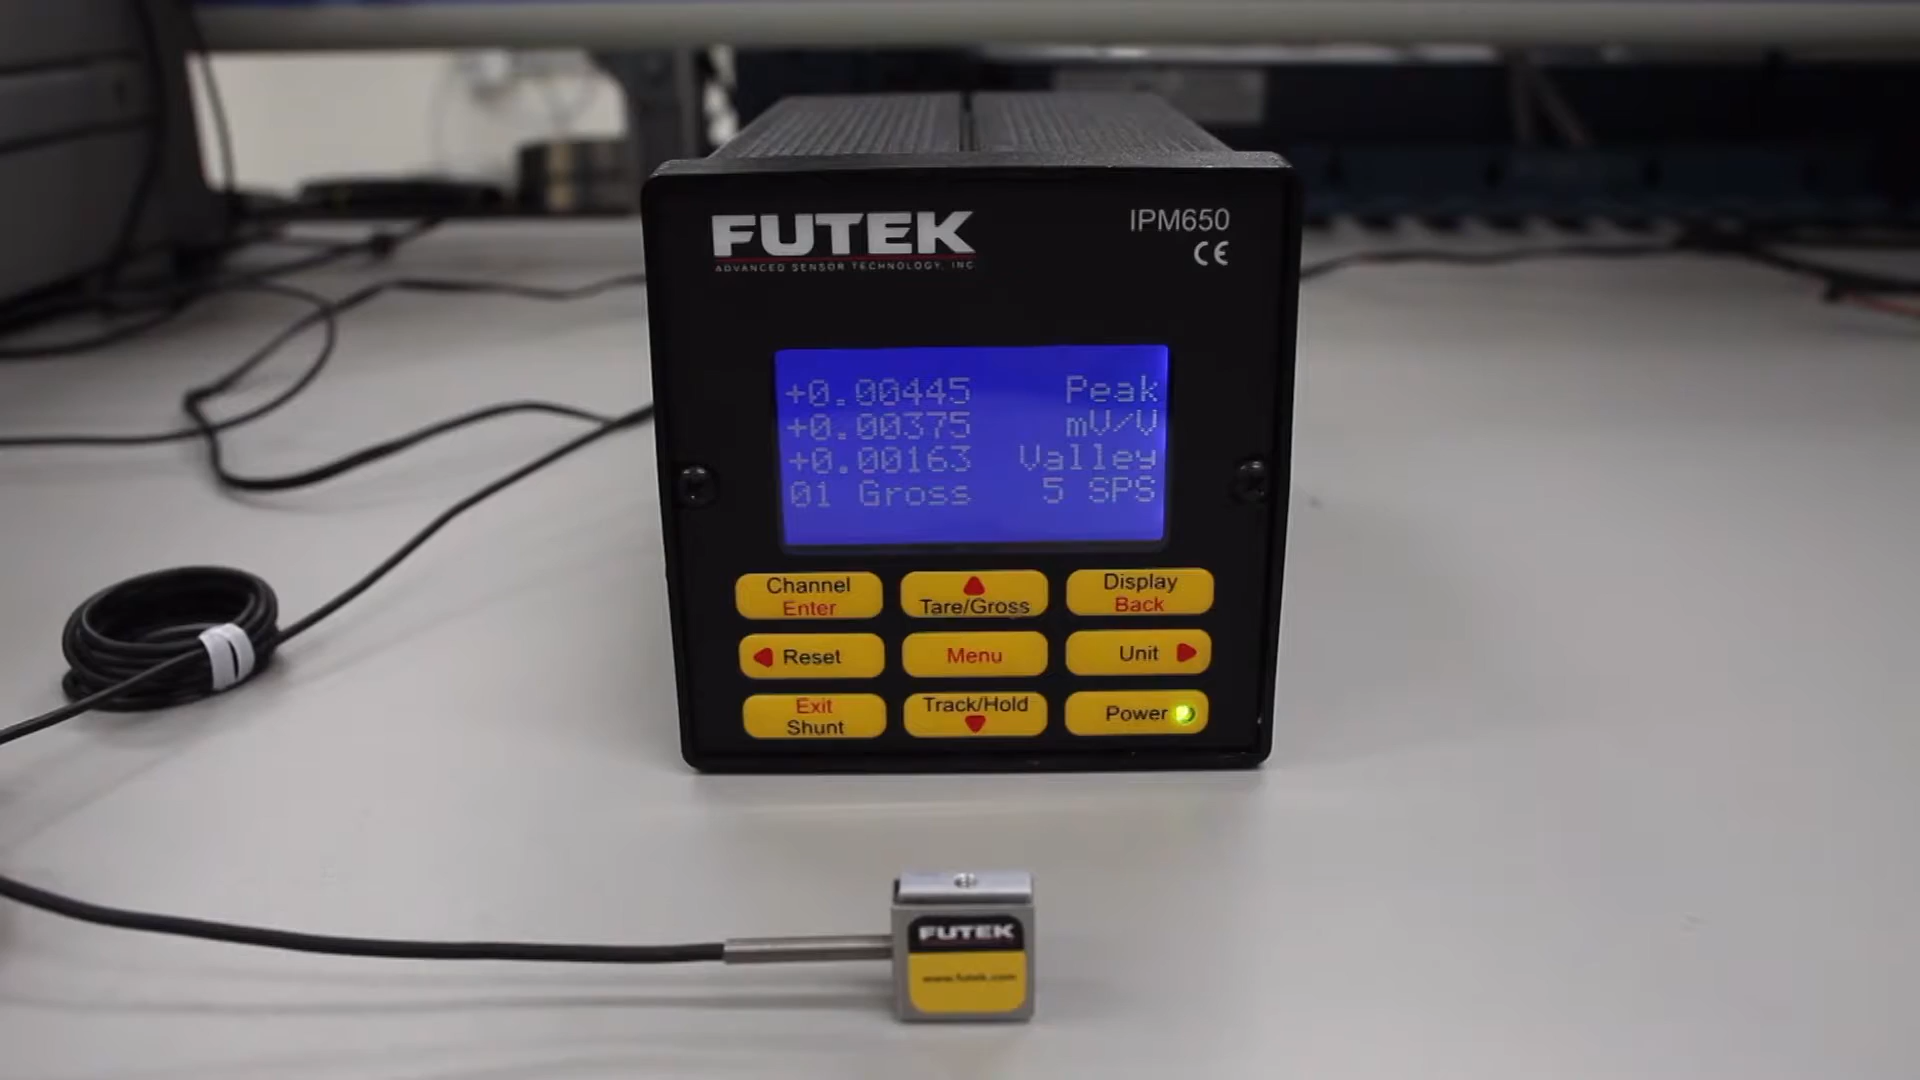 FUTEK
ADVANCED SENSOR TECHNOLOGY, INC
IPM650
CE
+0.00445 Peak
+0.00375 mV/V
+0.00163 Valley
01 Gross 5 SPS
Channel
Enter
Tare/Gross
Display
Back
Reset
Menu
Unit
Exit
Shunt
Track/Hold
Power
FUTEK
www.futek.com